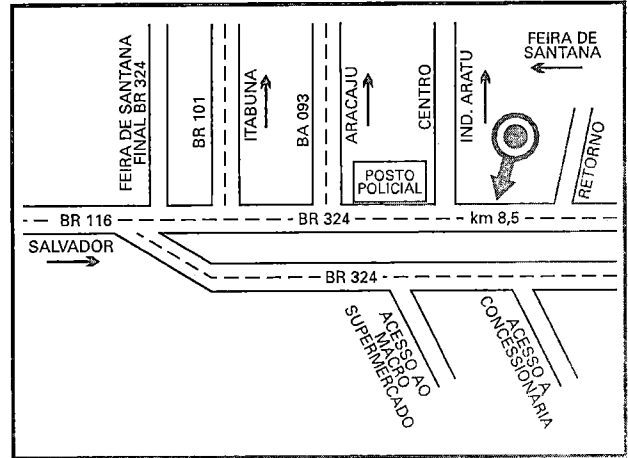 FEIRA DE SANTANA
FINAL BR 324
BR 101
ITABUNA
BA 093
ARACAJU
CENTRO
IND. ARATU
FEIRA DE
SANTANA
RETORNO
POSTO
POLICIAL
BR 116
BR 324
km 8,5
SALVADOR
BR 324
ACESSO AO
MACRO
SUPERMERCADO
ACESSO A
CONCESSIONÁRIA